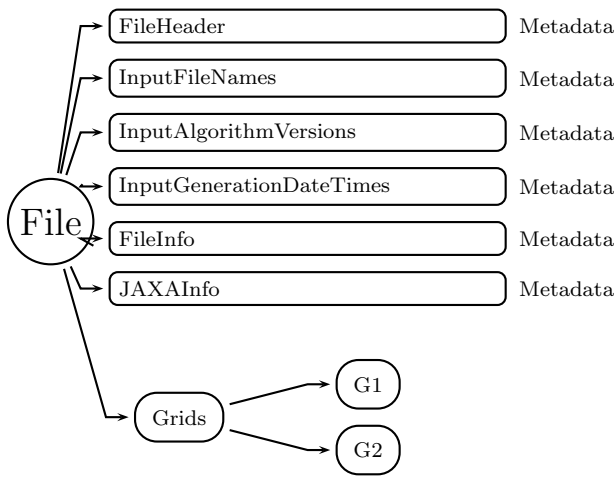 FileHeader Metadata
InputFileNames Metadata
InputAlgorithmVersions Metadata
InputGenerationDateTimes Metadata
File
FileInfo Metadata
JAXAInfo Metadata
G1
Grids
G2